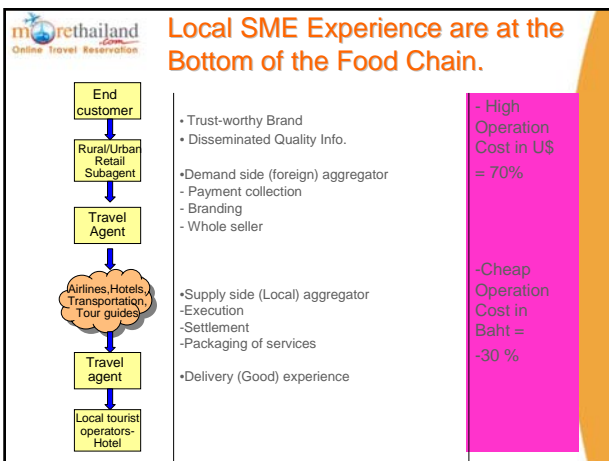 m rethailand
.com
Online Travel Reservation
Local SME Experience are at the
Bottom of the Food Chain.
End
customer
Rural/Urban
Retail
Subagent
Travel
Agent
Airlines,Hotels,
Transportation,
Tour guides
Travel
agent
Local tourist
operators-
Hotel
• Trust-worthy Brand
• Disseminated Quality Info.
•Demand side (foreign) aggregator
- Payment collection
- Branding
- Whole seller
•Supply side (Local) aggregator
-Execution
-Settlement
-Packaging of services
•Delivery (Good) experience
- High
Operation
Cost in U$
= 70%
-Cheap
Operation
Cost in
Baht =
-30 %